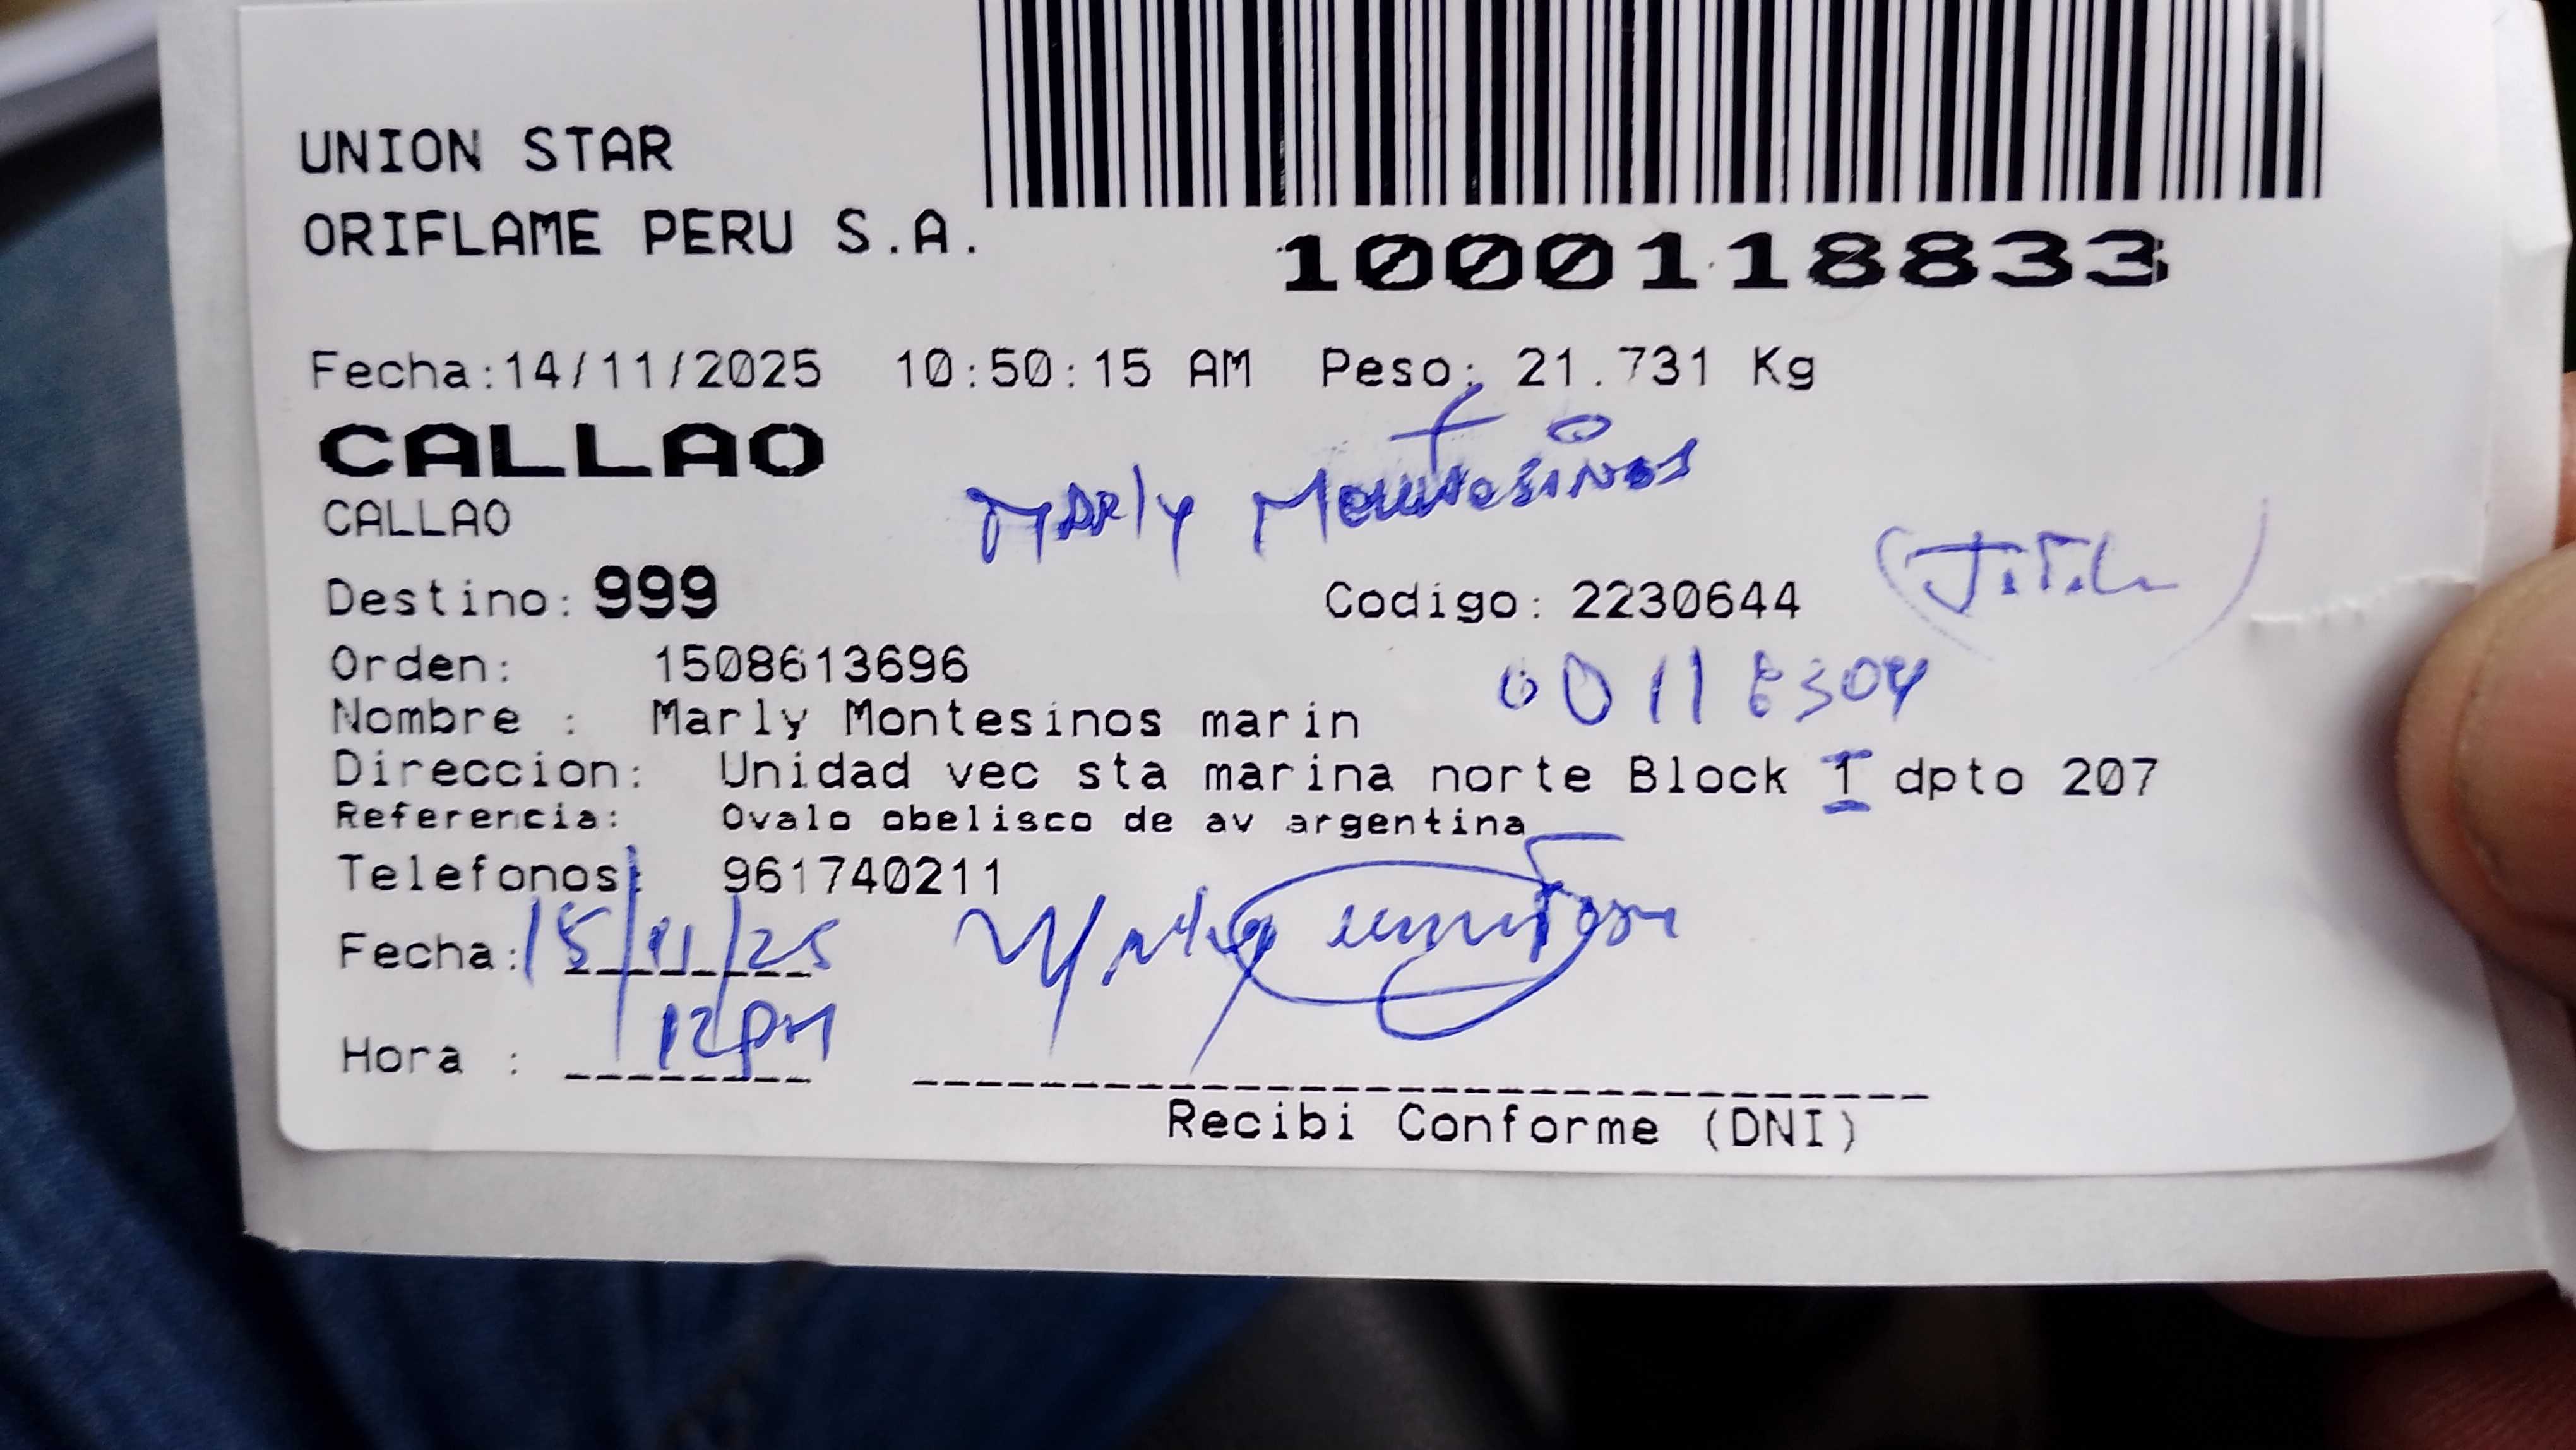 UNION STAR
ORIFLAME PERU S.A.
1000118833
Fecha:14/11/2025 10:50:15 AM Peso: 21.731 Kg
CALLAO
CALLAO
Marly Montesinos
Destino: 999 Codigo: 2230644
Orden: 1508613696
Nombre : Marly Montesinos marin
Direccion: Unidad vec sta marina norte Block I dpto 207
Referencia: Ovalo obelisco de av argentina
Telefonos: 961740211
Fecha: 15/11/25
Hora : 12 PM
Recibi Conforme (DNI)